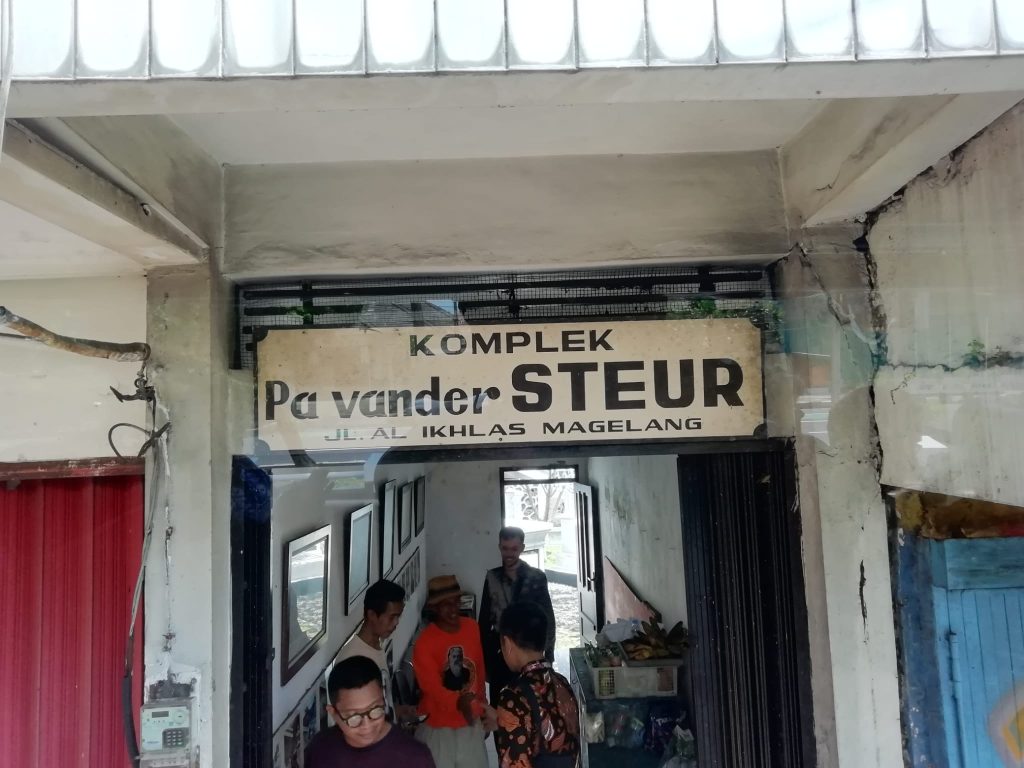 KOMPLEK
Pa vander STEUR
JL. AL IKHLAS MAGELANG